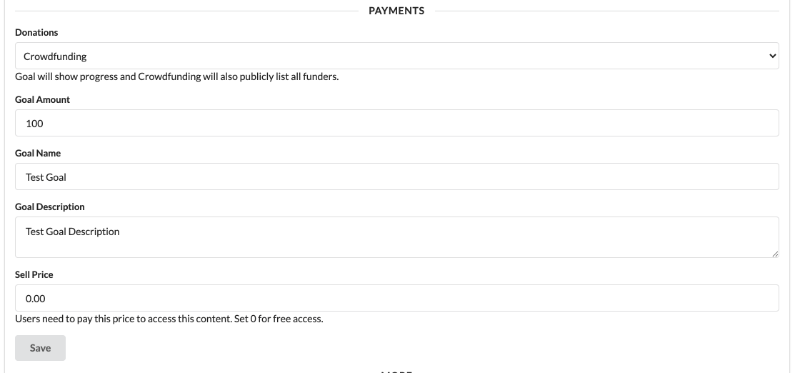 PAYMENTS
Donations
Crowdfunding
Goal will show progress and Crowdfunding will also publicly list all funders.
Goal Amount
100
Goal Name
Test Goal
Goal Description
Test Goal Description
Sell Price
0.00
Users need to pay this price to access this content. Set 0 for free access.
Save